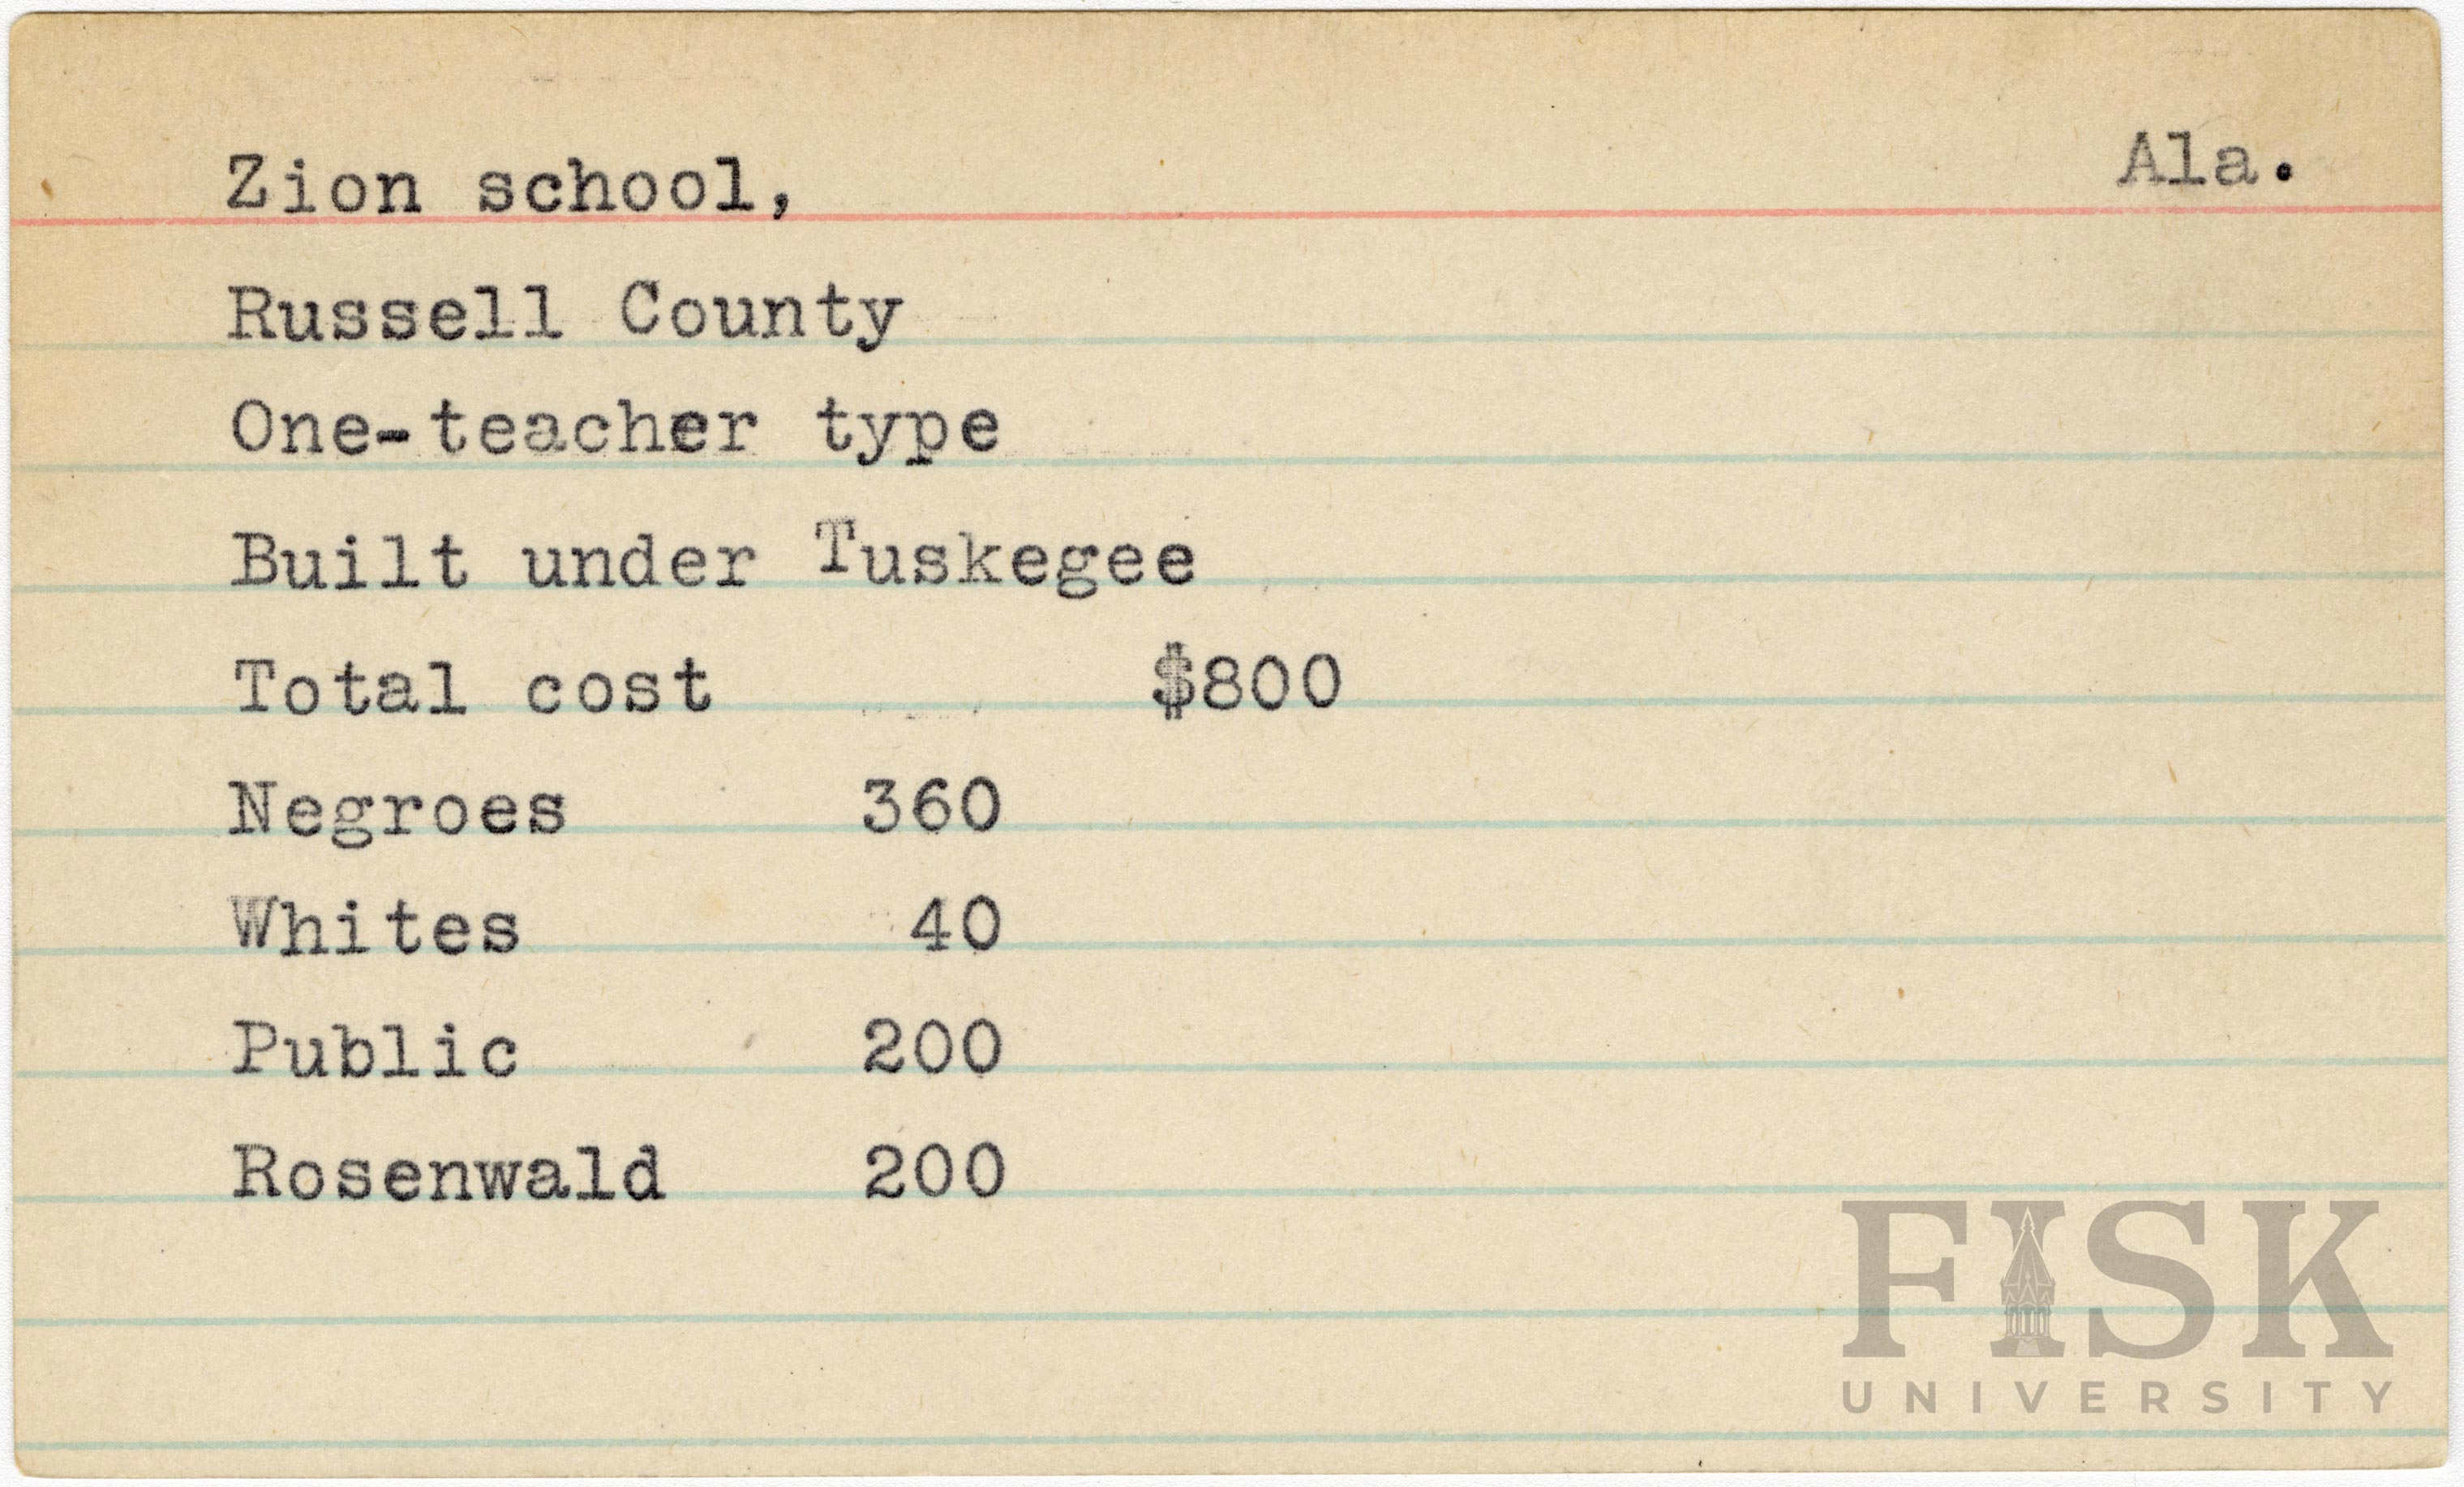 Zion school, Ala.
Russell County
One-teacher type
Built under Tuskegee
Total cost $800
Negroes 360
Whites 40
Public 200
Rosenwald 200
FISK
UNIVERSITY